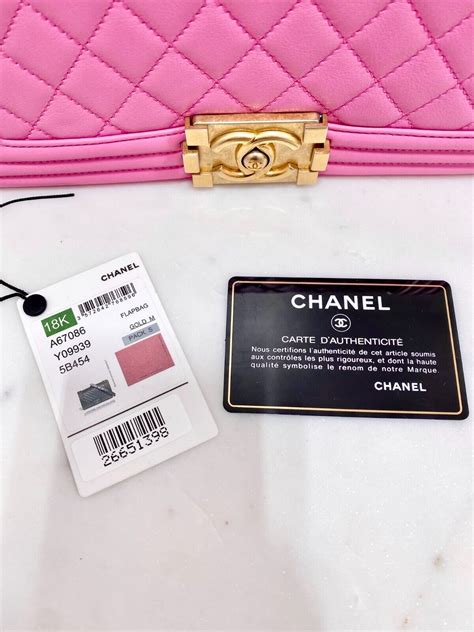 CHANEL
18K
A67086
Y09939
5B454
FLAPBAG
GOLD M
PACK S
26651398
CHANEL
CARTE D'AUTHENTICITÉ
Nous certifions l'authenticité de cet article soumis
aux contrôles les plus rigoureux, et dont la haute
qualité symbolise le renom de notre Marque.
CHANEL